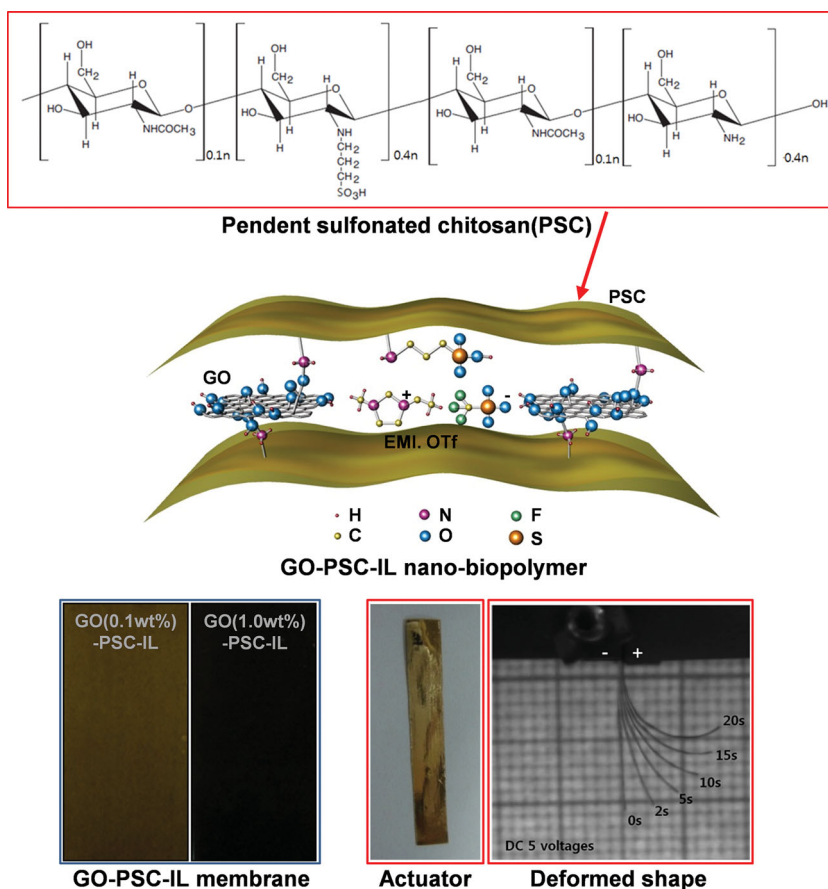 OH
H
CH2
O
H
HO
H
H
NHCOCH3
O
0.1n
OH
H
CH2
O
H
HO
H
NH
CH2
CH2
CH2
SO3H
0.4n
OH
H
CH2
O
H
HO
H
H
NHCOCH3
O
0.1n
OH
H
CH2
O
H
HO
H
H
NH2
OH
0.4n
Pendent sulfonated chitosan(PSC)
PSC
GO
+
-
EMI. OTf
H N F
C O S
GO-PSC-IL nano-biopolymer
GO(0.1wt%)
-PSC-IL
GO(1.0wt%)
-PSC-IL
GO-PSC-IL membrane
Actuator
- +
20s
15s
10s
5s
2s
0s
DC 5 voltages
Deformed shape